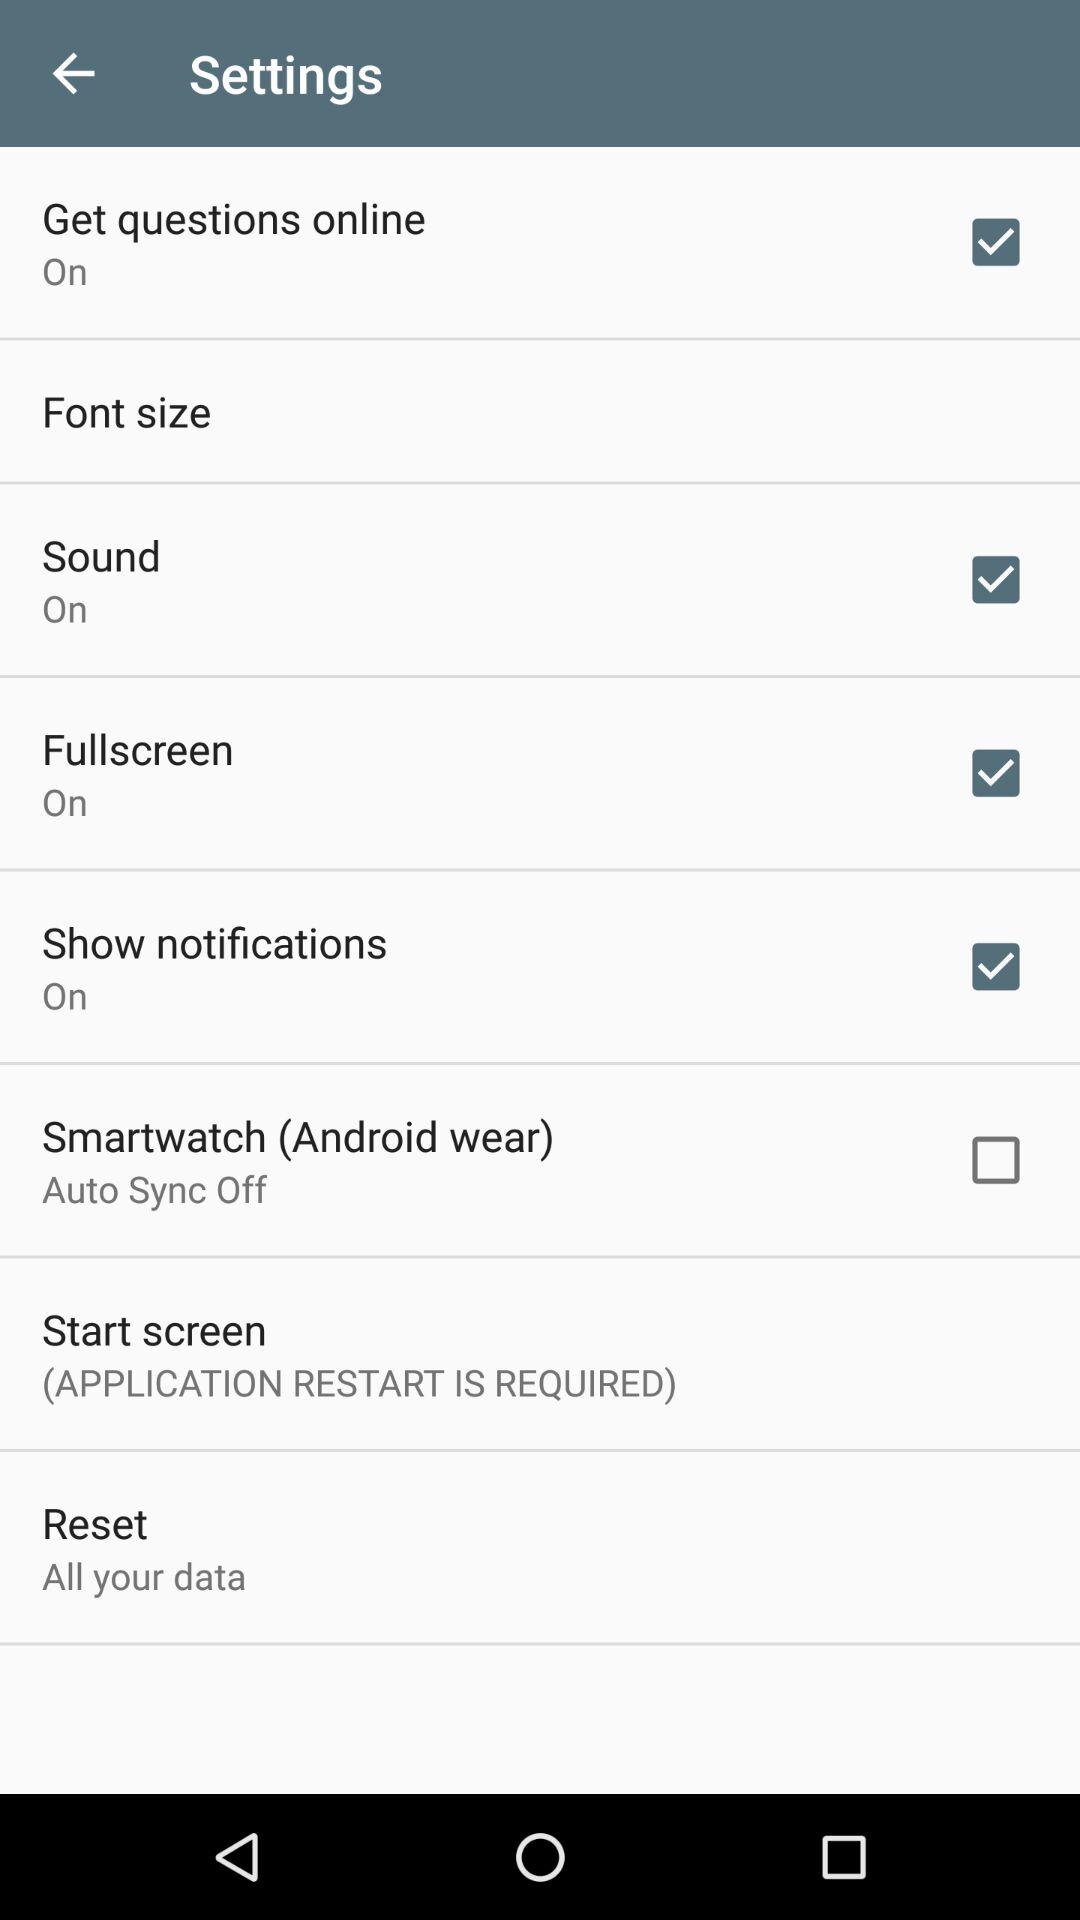 Settings
Get questions online
On
Font size
Sound
On
Fullscreen
On
Show notifications
On
Smartwatch (Android wear)
Auto Sync Off
Start screen
(APPLICATION RESTART IS REQUIRED)
Reset
All your data